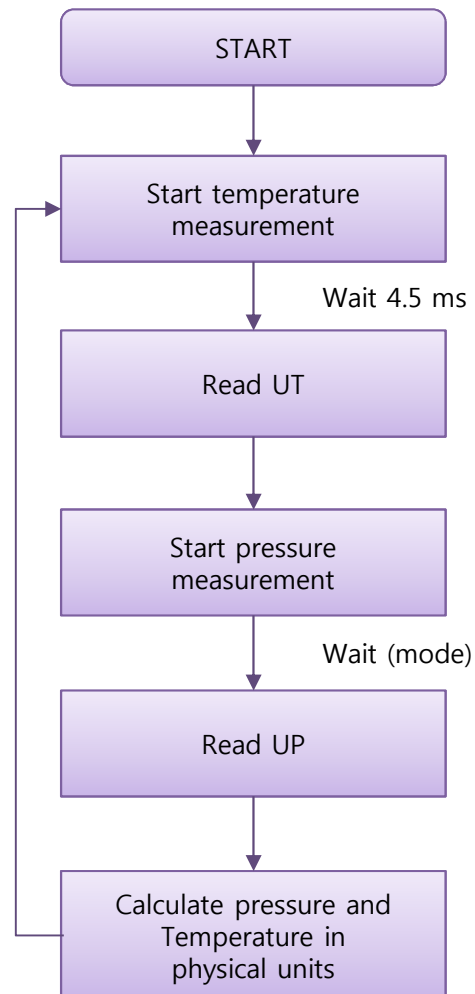 START
Start temperature
measurement
Wait 4.5 ms
Read UT
Start pressure
measurement
Wait (mode)
Read UP
Calculate pressure and
Temperature in
physical units